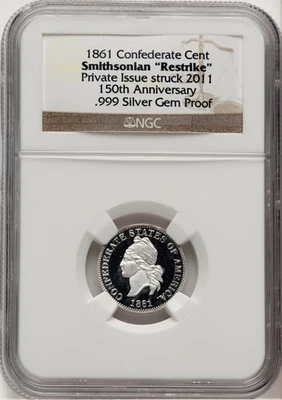 1861 Confederate Cent
Smithsonian "Restrike"
Private Issue struck 2011
150th Anniversary
.999 Silver Gem Proof
NGC
CONFEDERATE STATES OF AMERICA.
1861